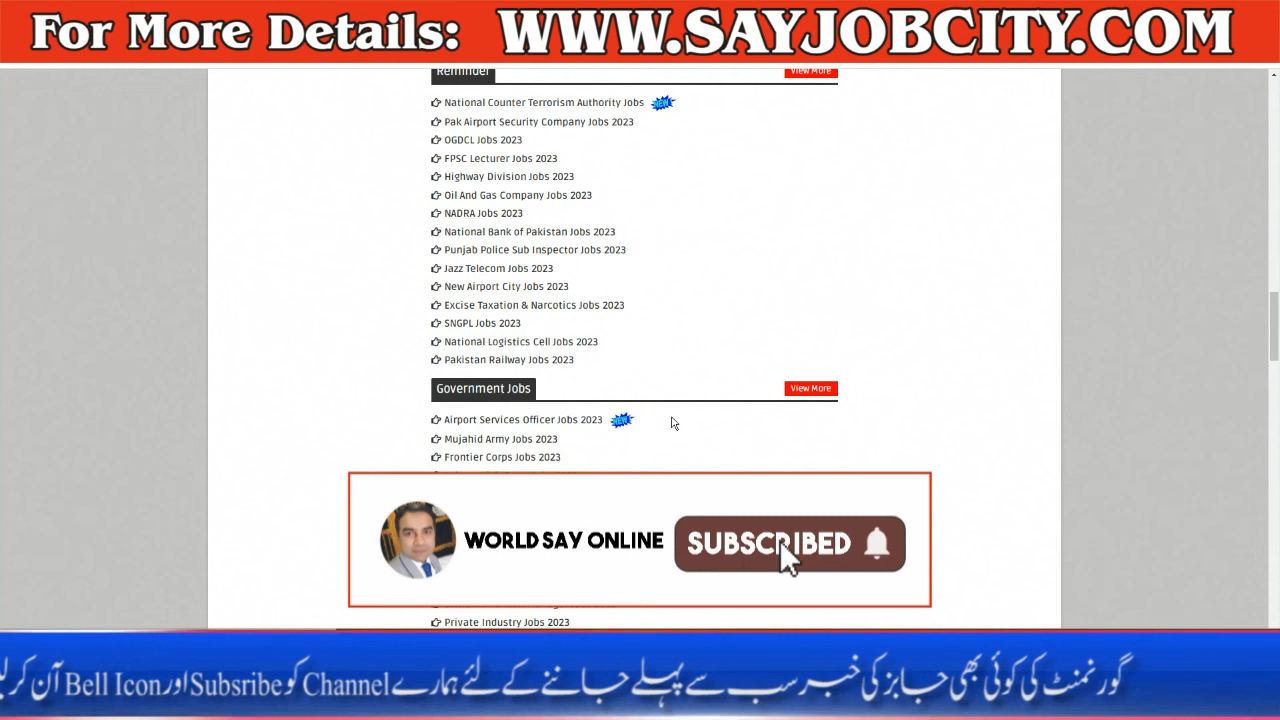 For More Details: WWW.SAYJOBCITY.COM
Reminder
View More
National Counter Terrorism Authority Jobs NEW
Pak Airport Security Company Jobs 2023
OGDCL Jobs 2023
FPSC Lecturer Jobs 2023
Highway Division Jobs 2023
Oil And Gas Company Jobs 2023
NADRA Jobs 2023
National Bank of Pakistan Jobs 2023
Punjab Police Sub Inspector Jobs 2023
Jazz Telecom Jobs 2023
New Airport City Jobs 2023
Excise Taxation & Narcotics Jobs 2023
SNGPL Jobs 2023
National Logistics Cell Jobs 2023
Pakistan Railway Jobs 2023
Government Jobs
View More
Airport Services Officer Jobs 2023 NEW
Mujahid Army Jobs 2023
Frontier Corps Jobs 2023
WORLD SAY ONLINE
SUBSCRIBED
Private Industry Jobs 2023
گورنمنٹ کی کوئی بھی جابز کی خبر سب سے پہلے جاننے کے لئے ہمارے Channel کو Subsribe اور Bell Icon آن کر